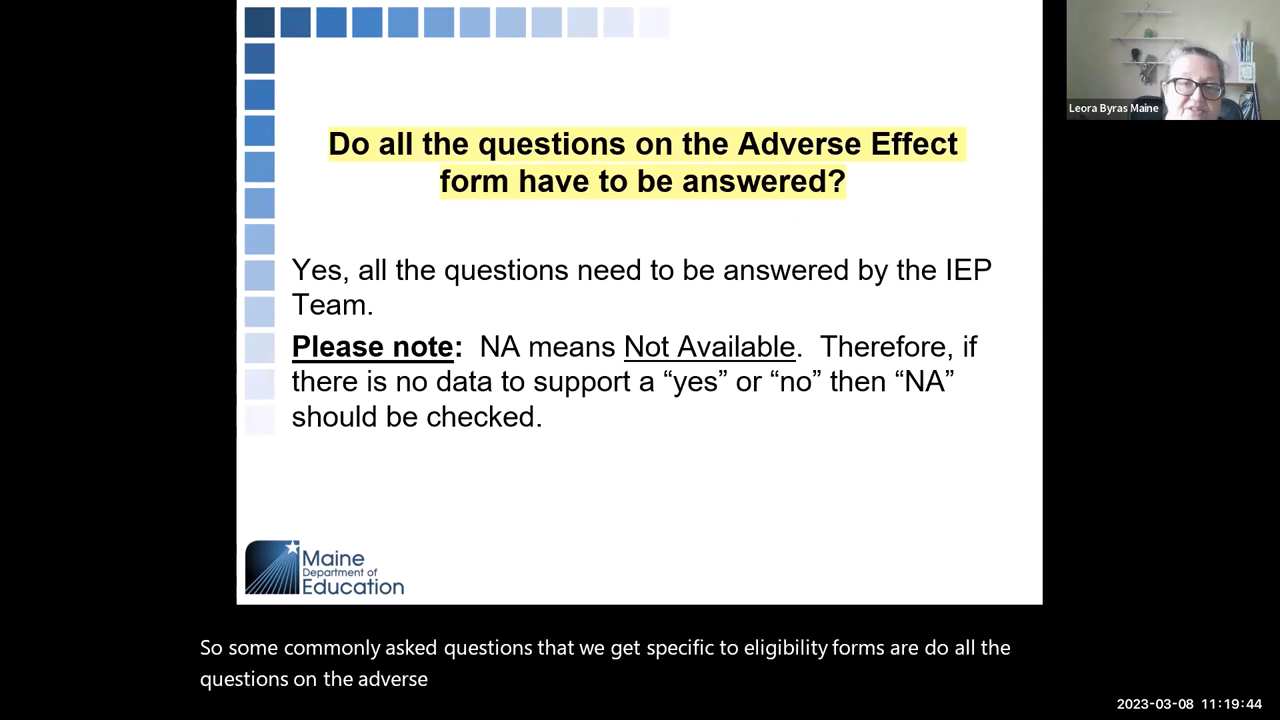 Leora Byras Maine
Do all the questions on the Adverse Effect
form have to be answered?
Yes, all the questions need to be answered by the IEP
Team.
Please note: NA means Not Available. Therefore, if
there is no data to support a “yes” or “no” then “NA”
should be checked.
Maine
Department of
Education
So some commonly asked questions that we get specific to eligibility forms are do all the
questions on the adverse
2023-03-08 11:19:44